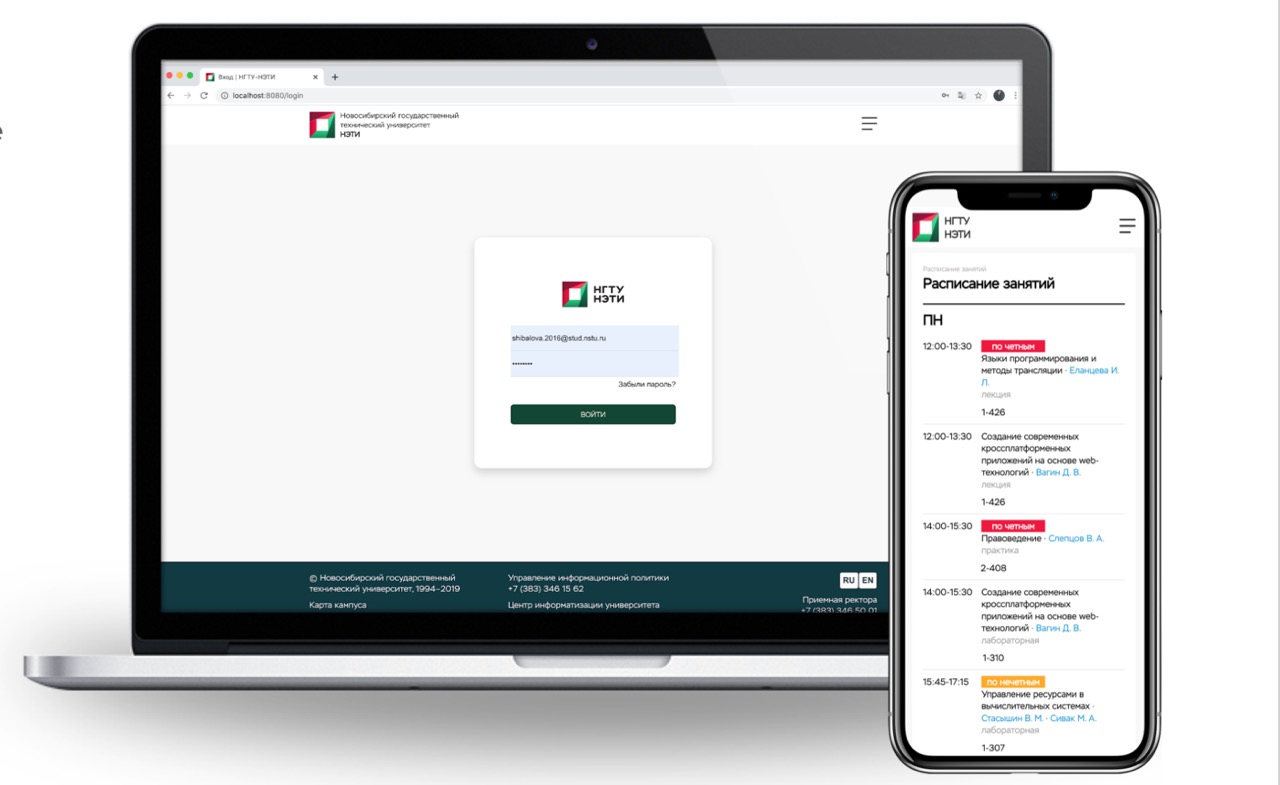 е
Вход | НГТУ-НЭТИ
localhost:8080/login
Новосибирский государственный
технический университет
НЭТИ
НГТУ
НЭТИ
shibalova.2016@stud.nstu.ru
••••••••
Забыли пароль?
ВОЙТИ
© Новосибирский государственный
технический университет, 1994-2019
Карта кампуса
Управление информационной политики
+7 (383) 346 15 62
Центр информатизации университета
RU EN
Приемная ректора
+7 (383) 346 50 01
НГТУ
НЭТИ
Расписание занятий
Расписание занятий
ПН
12:00-13:30 по четным
Языки программирования и
методы трансляции · Еланцева И.
Л.
лекция
1-426
12:00-13:30 Создание современных
кроссплатформенных
приложений на основе web-
технологий · Вагин Д. В.
лекция
1-426
14:00-15:30 по четным
Правоведение · Слепцов В. А.
практика
2-408
14:00-15:30 Создание современных
кроссплатформенных
приложений на основе web-
технологий · Вагин Д. В.
лабораторная
1-310
15:45-17:15 по нечетным
Управление ресурсами в
вычислительных системах ·
Стасышин В. М. · Сивак М. А.
лабораторная
1-307